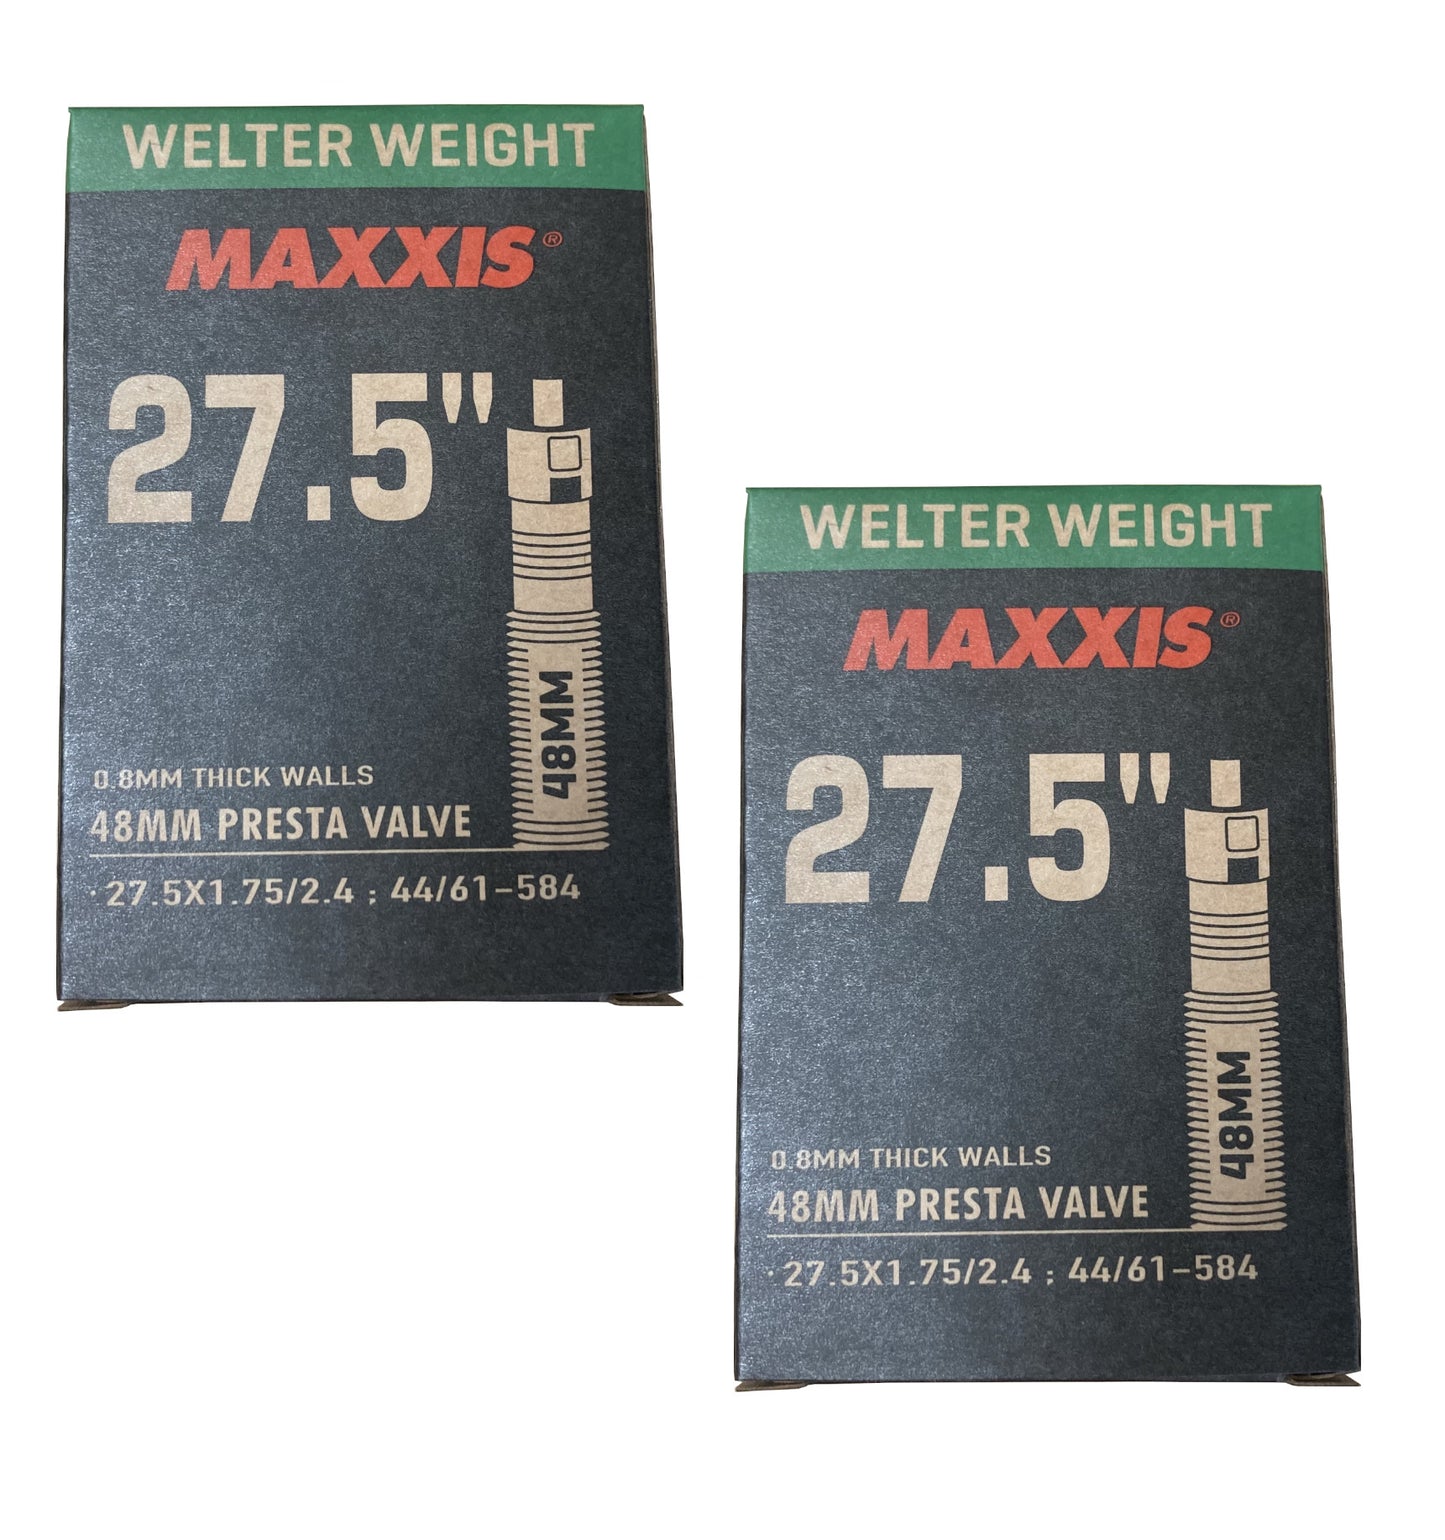 WELTER WEIGHT
MAXXIS®
27.5"
48MM
0.8MM THICK WALLS
48MM PRESTA VALVE
·27.5X1.75/2.4 ; 44/61-584
WELTER WEIGHT
MAXXIS®
27.5"
48MM
0.8MM THICK WALLS
48MM PRESTA VALVE
·27.5X1.75/2.4 ; 44/61-584